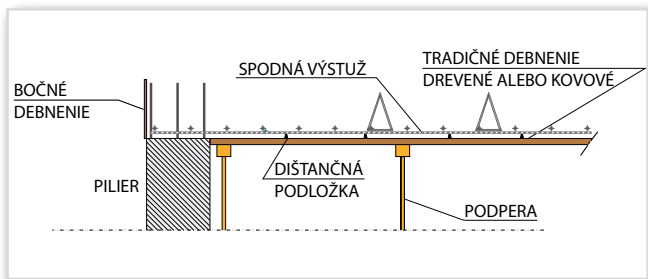 BOČNÉ
DEBNENIE
SPODNÁ VÝSTUŽ
TRADIČNÉ DEBNENIE
DREVENÉ ALEBO KOVOVÉ
PILIER
DIŠTANČNÁ
PODLOŽKA
PODPERA